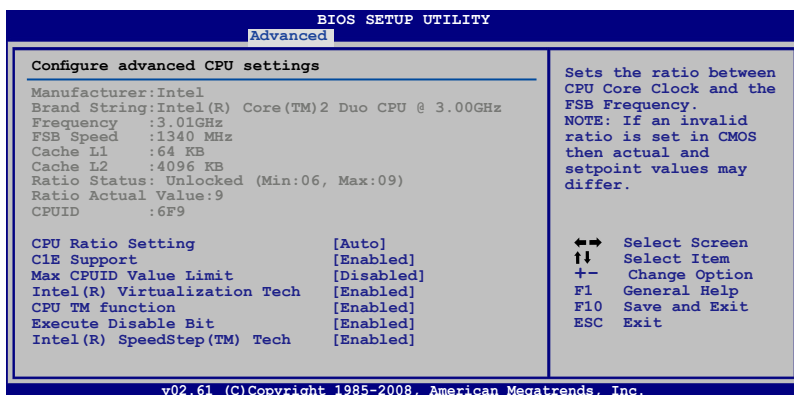 BIOS SETUP UTILITY
Advanced
Configure advanced CPU settings
Manufacturer:Intel
Brand String:Intel(R) Core(TM)2 Duo CPU @ 3.00GHz
Frequency :3.01GHz
FSB Speed :1340 MHz
Cache L1 :64 KB
Cache L2 :4096 KB
Ratio Status: Unlocked (Min:06, Max:09)
Ratio Actual Value:9
CPUID :6F9
CPU Ratio Setting [Auto]
C1E Support [Enabled]
Max CPUID Value Limit [Disabled]
Intel(R) Virtualization Tech [Enabled]
CPU TM function [Enabled]
Execute Disable Bit [Enabled]
Intel(R) SpeedStep(TM) Tech [Enabled]
Sets the ratio between
CPU Core Clock and the
FSB Frequency.
NOTE: If an invalid
ratio is set in CMOS
then actual and
setpoint values may
differ.
←→ Select Screen
↑↓ Select Item
+- Change Option
F1 General Help
F10 Save and Exit
ESC Exit
v02.61 (C)Copyright 1985-2008, American Megatrends, Inc.